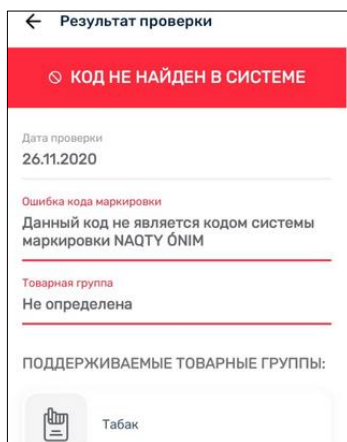 Результат проверки
КОД НЕ НАЙДЕН В СИСТЕМЕ
Дата проверки
26.11.2020
Ошибка кода маркировки
Данный код не является кодом системы
маркировки NAQTY ÓNIM
Товарная группа
Не определена
ПОДДЕРЖИВАЕМЫЕ ТОВАРНЫЕ ГРУППЫ:
Табак